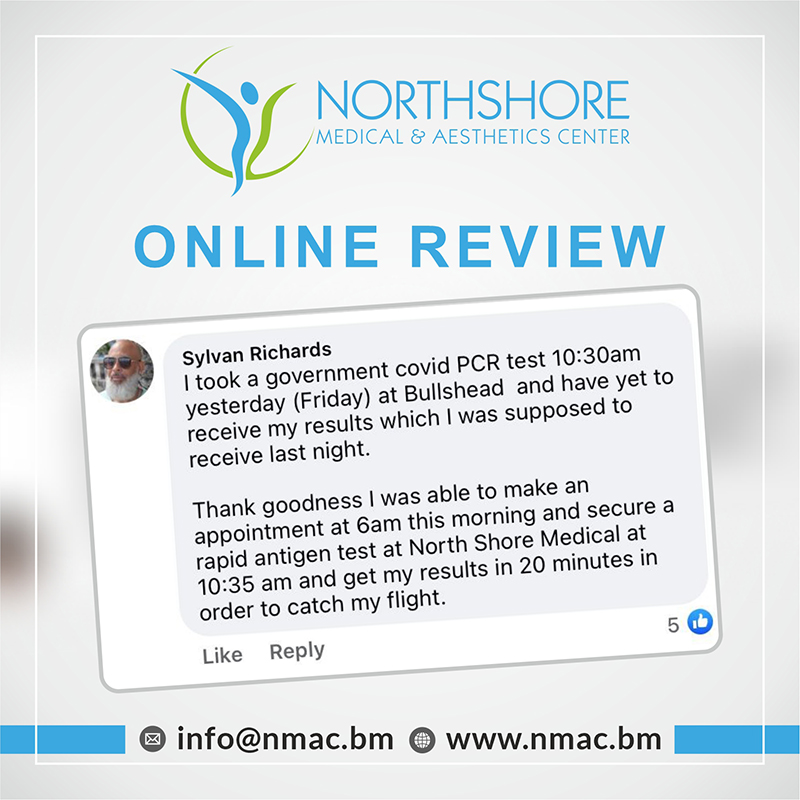 NORTHSHORE
MEDICAL & AESTHETICS CENTER
ONLINE REVIEW
Sylvan Richards
I took a government covid PCR test 10:30am
yesterday (Friday) at Bullshead and have yet to
receive my results which I was supposed to
receive last night.
Thank goodness I was able to make an
appointment at 6am this morning and secure a
rapid antigen test at North Shore Medical at
10:35 am and get my results in 20 minutes in
order to catch my flight.
5
Like Reply
info@nmac.bm www.nmac.bm